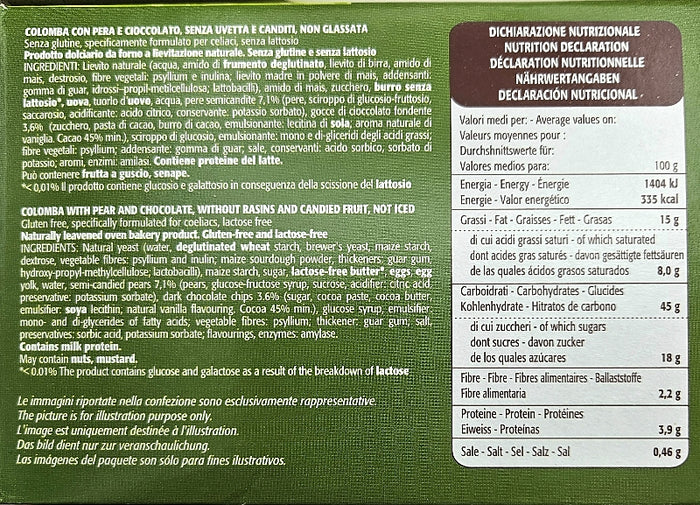 COLOMBA CON PERA E CIOCCOLATO, SENZA UVETTA E CANDITI, NON GLASSATA
Senza glutine, specificamente formulato per celiaci, senza lattosio
Prodotto dolciario da forno a lievitazione naturale. Senza glutine e senza lattosio
INGREDIENTI: Lievito naturale (acqua, amido di frumento deglutinato, lievito di birra, amido di
mais, destrosio, fibre vegetali: psyllium e inulina; lievito madre in polvere di mais, addensanti:
gomma di guar, idrossi-propil-metilcellulosa; lattobacilli), amido di mais, zucchero, burro senza
lattosio*, uova, tuorlo d'uovo, acqua, pere semicandite 7,1% (pere, sciroppo di glucosio-fruttosio,
saccarosio, acidificante: acido citrico, conservante: potassio sorbato), gocce di cioccolato fondente
3,6% (zucchero, pasta di cacao, burro di cacao, emulsionante: lecitina di soia; aroma naturale di
vaniglia. Cacao 45% min.), sciroppo di glucosio, emulsionante: mono e di-gliceridi degli acidi grassi;
fibre vegetali: psyllium; addensante: gomma di guar; sale, conservanti: acido sorbico, sorbato di
potassio; aromi, enzimi: amilasi. Contiene proteine del latte.
Può contenere frutta a guscio, senape.
*<0,01% Il prodotto contiene glucosio e galattosio in conseguenza della scissione del lattosio
COLOMBA WITH PEAR AND CHOCOLATE, WITHOUT RAISINS AND CANDIED FRUIT, NOT ICED
Gluten free, specifically formulated for coeliacs, lactose free
Naturally leavened oven bakery product. Gluten-free and lactose-free
INGREDIENTS: Natural yeast (water, deglutinated wheat starch, brewer's yeast, maize starch,
dextrose, vegetable fibres: psyllium and inulin; maize sourdough powder, thickeners: guar gum,
hydroxy-propyl-methylcellulose; lactobacilli), maize starch, sugar, lactose-free butter*, eggs, egg
yolk, water, semi-candied pears 7,1% (pears, glucose-fructose syrup, sucrose, acidifier: citric acid,
preservative: potassium sorbate), dark chocolate chips 3.6% (sugar, cocoa paste, cocoa butter,
emulsifier: soya lecithin; natural vanilla flavouring. Cocoa 45% min.), glucose syrup, emulsifier:
mono- and di-glycerides of fatty acids; vegetable fibres: psyllium; thickener: guar gum; salt,
preservatives: sorbic acid, potassium sorbate; flavourings, enzymes: amylase.
Contains milk protein.
May contain nuts, mustard.
*<0.01% The product contains glucose and galactose as a result of the breakdown of lactose
Le immagini riportate nella confezione sono esclusivamente rappresentative.
The picture is for illustration purpose only.
L'image est uniquement destinée à l'illustration.
Das bild dient nur zur veranschaulichung.
Las imágenes del paquete son sólo para fines ilustrativos.
DICHIARAZIONE NUTRIZIONALE
NUTRITION DECLARATION
DÉCLARATION NUTRITIONNELLE
NÄHRWERTANGABEN
DECLARACIÓN NUTRICIONAL
Valori medi per: - Average values on:
Valeurs moyennes pour :
Durchshnittswerte für:
Valores medios para: 100 g
Energia - Energy - Énergie 1404 kJ
Energie - Valor energético 335 kcal
Grassi - Fat - Graisses - Fett - Grasas 15 g
di cui acidi grassi saturi - of which saturated
dont acides gras saturés - davon gesättigte fettsäuren
de las quales ácidos grasos saturados 8,0 g
Carboidrati - Carbohydrates - Glucides
Kohlenhydrate - Hitratos de carbono 45 g
di cui zuccheri - of which sugars
dont sucres - davon zucker
de los quales azúcares 18 g
Fibre - Fibre - Fibres alimentaires - Ballaststoffe
Fibre alimentaria 2,2 g
Proteine - Protein - Protéines
Eiweiss - Proteínas 3,9 g
Sale - Salt - Sel - Salz - Sal 0,46 g